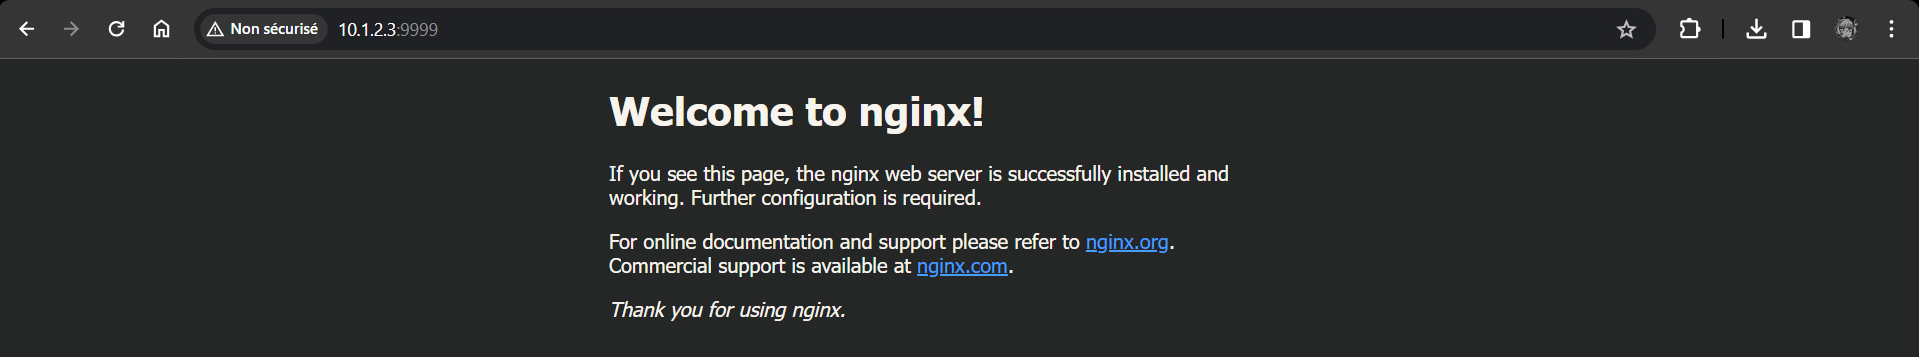 Non sécurisé 10.1.2.3:9999
Welcome to nginx!
If you see this page, the nginx web server is successfully installed and
working. Further configuration is required.
For online documentation and support please refer to nginx.org.
Commercial support is available at nginx.com.
Thank you for using nginx.